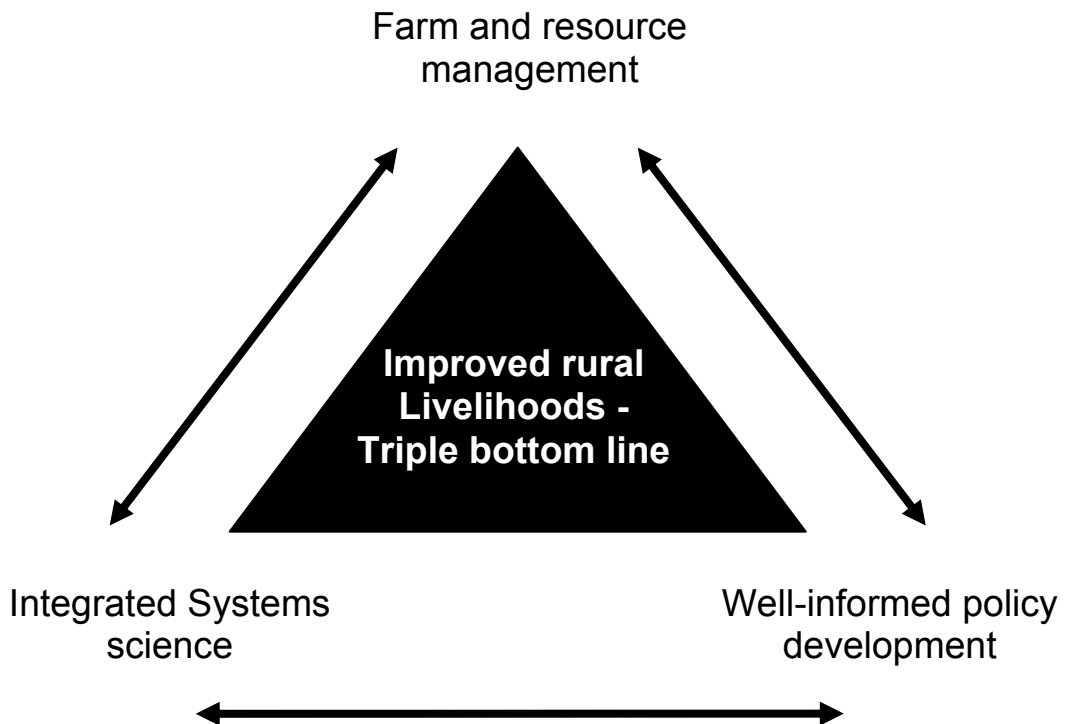 Farm and resource
management
Improved rural
Livelihoods -
Triple bottom line
Integrated Systems
science
Well-informed policy
development